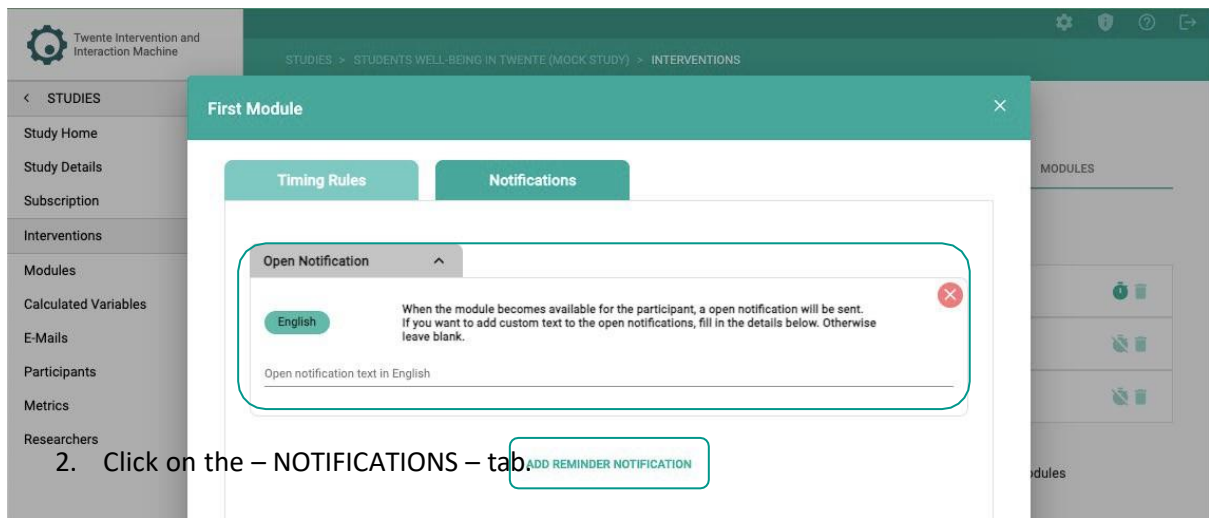 Twente Intervention and
Interaction Machine
STUDIES > STUDENTS WELL-BEING IN TWENTE (MOCK STUDY) > INTERVENTIONS
< STUDIES
Study Home
Study Details
Subscription
Interventions
Modules
Calculated Variables
E-Mails
Participants
Metrics
Researchers
First Module
Timing Rules
Notifications
MODULES
Open Notification
English
When the module becomes available for the participant, a open notification will be sent.
If you want to add custom text to the open notifications, fill in the details below. Otherwise
leave blank.
Open notification text in English
2. Click on the – NOTIFICATIONS – tab.
ADD REMINDER NOTIFICATION